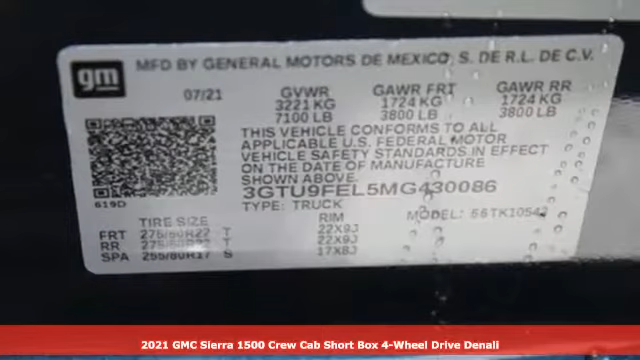 gm
MFD BY GENERAL MOTORS DE MEXICO, S. DE R.L. DE C.V.
07/21 GVWR GAWR FRT GAWR RR
3221 KG 1724 KG 1724 KG
7100 LB 3800 LB 3800 LB
THIS VEHICLE CONFORMS TO ALL
APPLICABLE U.S. FEDERAL MOTOR
VEHICLE SAFETY STANDARDS IN EFFECT
ON THE DATE OF MANUFACTURE
SHOWN ABOVE.
3GTU9FEL5MG430086
619D
TYPE: TRUCK MODEL:
TIRE SIZE RIM
FRT 275/50R22 T 22X9J
RR 275/50R22 T 22X9J
SPA 255/80R17 S 17X8J
2021 GMC Sierra 1500 Crew Cab Short Box 4-Wheel Drive Denali